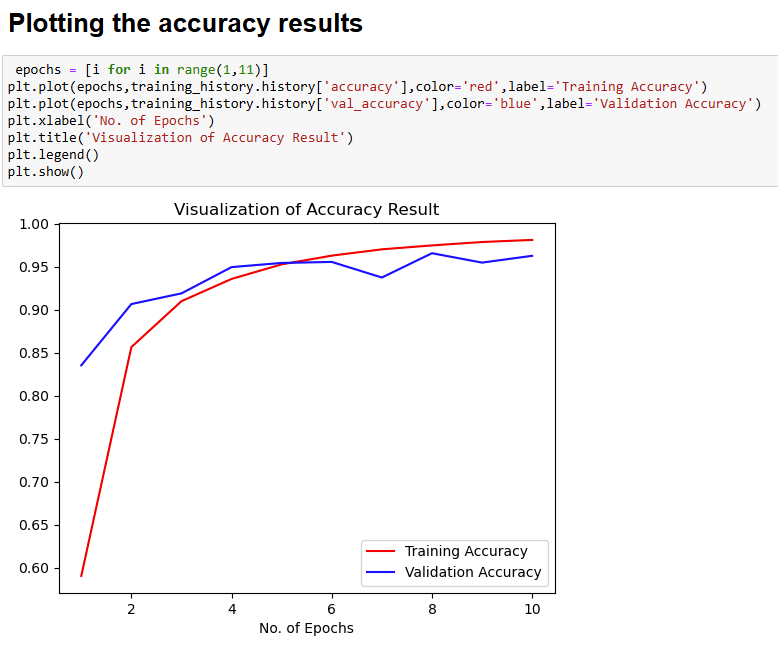 Plotting the accuracy results
epochs = [i for i in range(1,11)]
plt.plot(epochs,training_history.history['accuracy'],color='red',label='Training Accuracy')
plt.plot(epochs,training_history.history['val_accuracy'],color='blue',label='Validation Accuracy')
plt.xlabel('No. of Epochs')
plt.title('Visualization of Accuracy Result')
plt.legend()
plt.show()
Visualization of Accuracy Result
1.00
0.95
0.90
0.85
0.80
0.75
0.70
0.65
0.60
Training Accuracy
Validation Accuracy
2 4 6 8 10
No. of Epochs